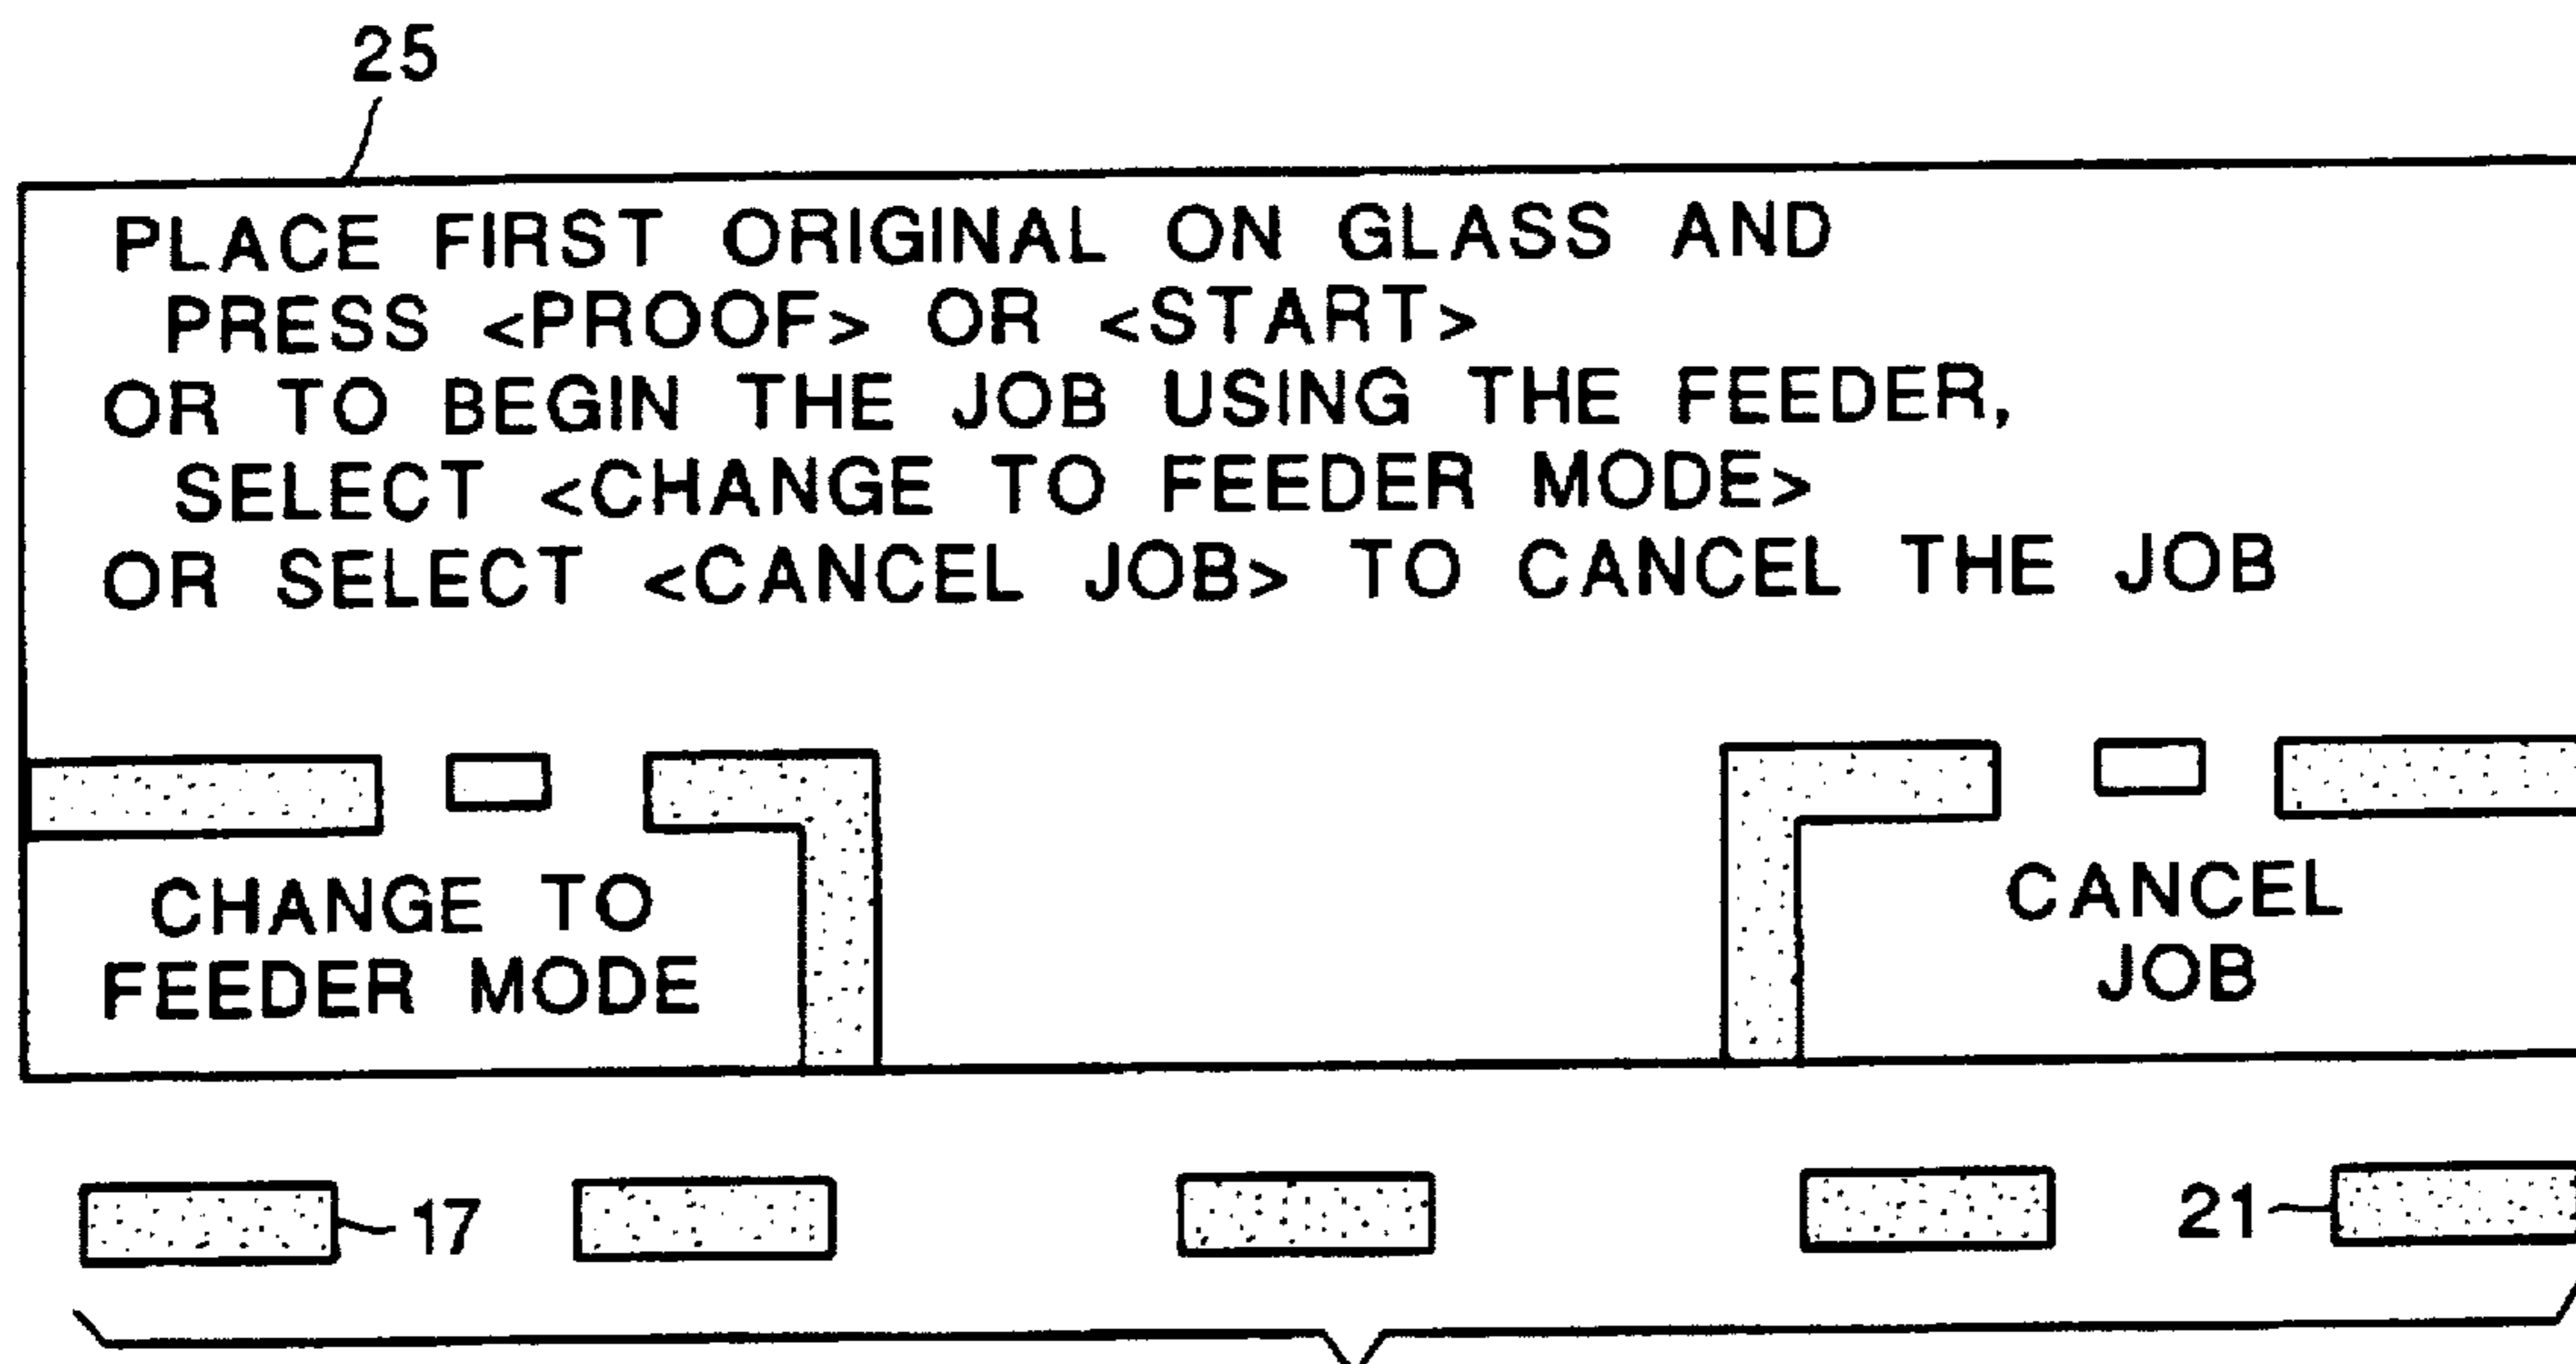 25
PLACE FIRST ORIGINAL ON GLASS AND
PRESS <PROOF> OR <START>
OR TO BEGIN THE JOB USING THE FEEDER,
SELECT <CHANGE TO FEEDER MODE>
OR SELECT <CANCEL JOB> TO CANCEL THE JOB
CHANGE TO
FEEDER MODE
CANCEL
JOB
17
21